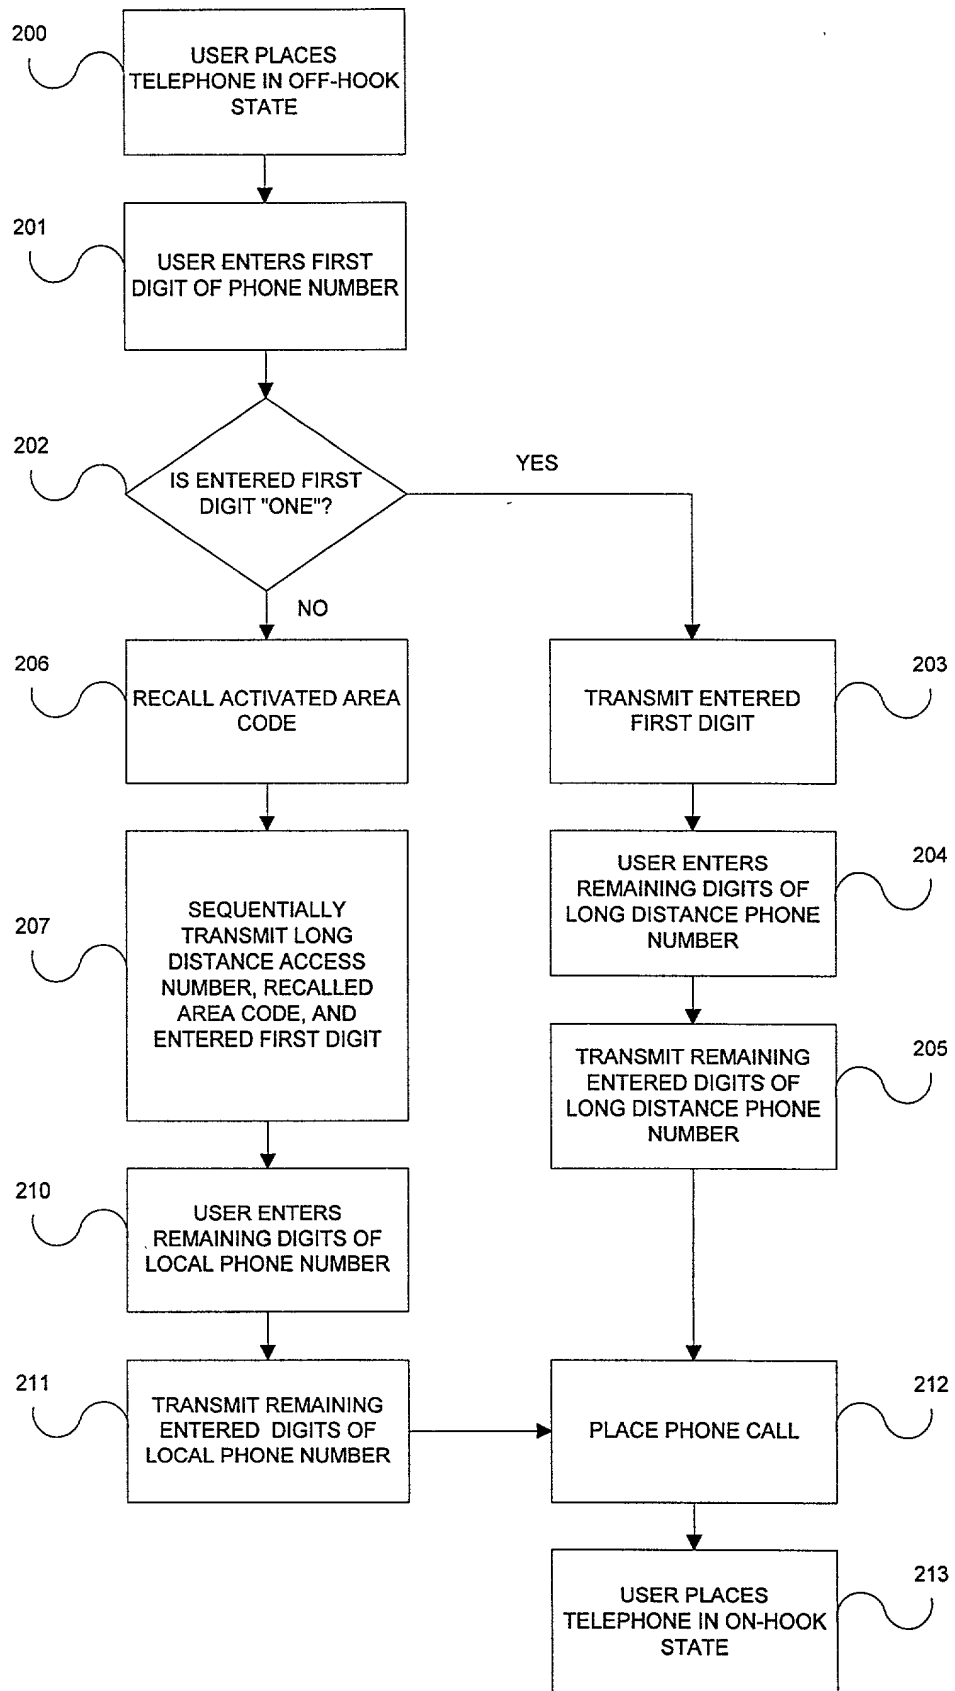 200
USER PLACES
TELEPHONE IN OFF-HOOK
STATE
201
USER ENTERS FIRST
DIGIT OF PHONE NUMBER
202
IS ENTERED FIRST
DIGIT "ONE"?
YES
NO
206
RECALL ACTIVATED AREA
CODE
203
TRANSMIT ENTERED
FIRST DIGIT
207
SEQUENTIALLY
TRANSMIT LONG
DISTANCE ACCESS
NUMBER, RECALLED
AREA CODE, AND
ENTERED FIRST DIGIT
204
USER ENTERS
REMAINING DIGITS OF
LONG DISTANCE PHONE
NUMBER
205
TRANSMIT REMAINING
ENTERED DIGITS OF
LONG DISTANCE PHONE
NUMBER
210
USER ENTERS
REMAINING DIGITS OF
LOCAL PHONE NUMBER
211
TRANSMIT REMAINING
ENTERED DIGITS OF
LOCAL PHONE NUMBER
212
PLACE PHONE CALL
213
USER PLACES
TELEPHONE IN ON-HOOK
STATE